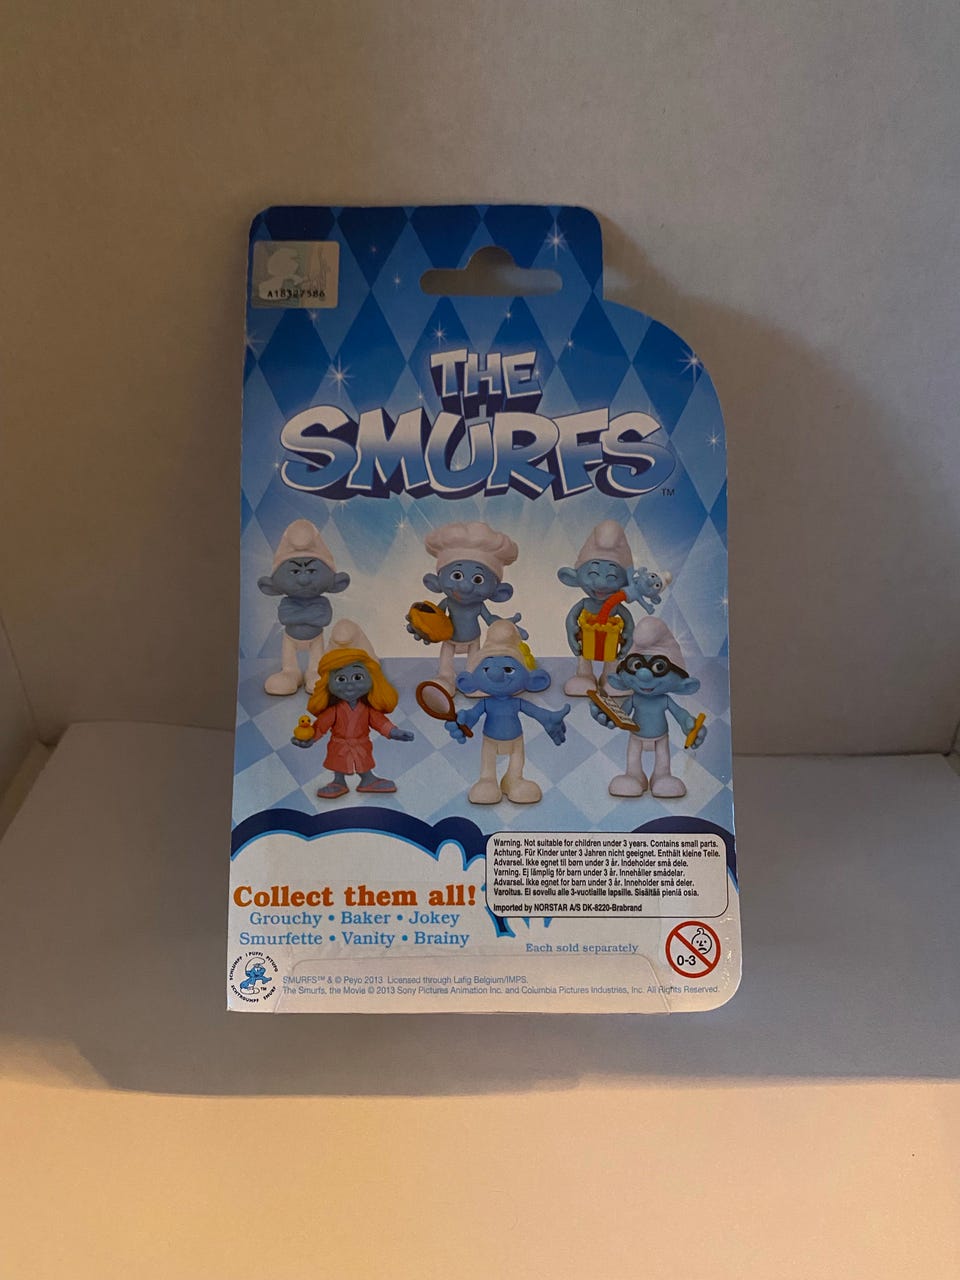 A18327586
THE
SMURFS
TM
Warning. Not suitable for children under 3 years. Contains small parts.
Achtung. Für Kinder unter 3 Jahren nicht geeignet. Enthält kleine Teile.
Advarsel. Ikke egnet til børn under 3 år. Indeholder små dele.
Varning. Ej lämplig för barn under 3 år. Innehåller smådelar.
Advarsel. Ikke egnet for barn under 3 år. Inneholder små deler.
Varoitus. Ei sovellu alle 3-vuotiaille lapsille. Sisältää pieniä osia.
Imported by NORSTAR A/S DK-8220-Brabrand
Collect them all!
Grouchy • Baker • Jokey
Smurfette • Vanity • Brainy
Each sold separately
0-3
SMURFS™ & © Peyo 2013 Licensed through Lafig Belgium/IMPS.
The Smurfs, the Movie © 2013 Sony Pictures Animation Inc. and Columbia Pictures Industries, Inc. All Rights Reserved.